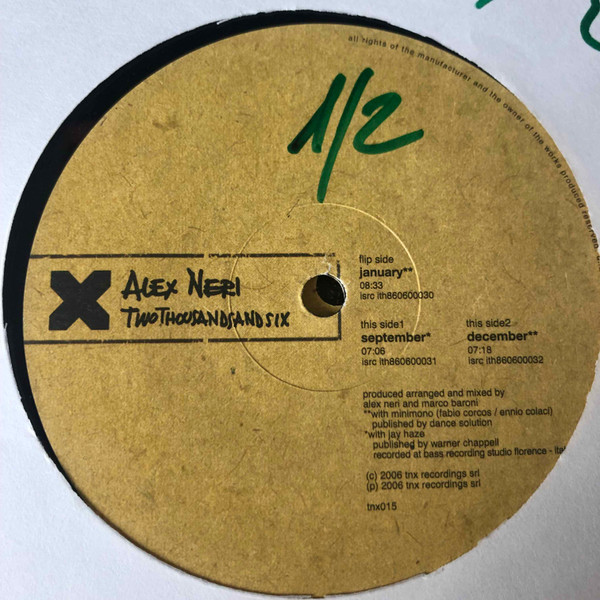 all rights of the manufacturer and the owner of the works produced reserved.
1/2
X
ALEX NERI
TWOTHOUSANDSANDSIX
flip side
january**
08:33
isrc ith860600030
this side1
september*
07:06
isrc ith860600031
this side2
december**
07:18
isrc ith860600032
produced arranged and mixed by
alex neri and marco baroni
**with minimono (fabio corcos / ennio colaci)
published by dance solution
*with jay haze
published by warner chappell
recorded at bass recording studio florence - ital
(c) 2006 tnx recordings srl
(p) 2006 tnx recordings srl
tnx015